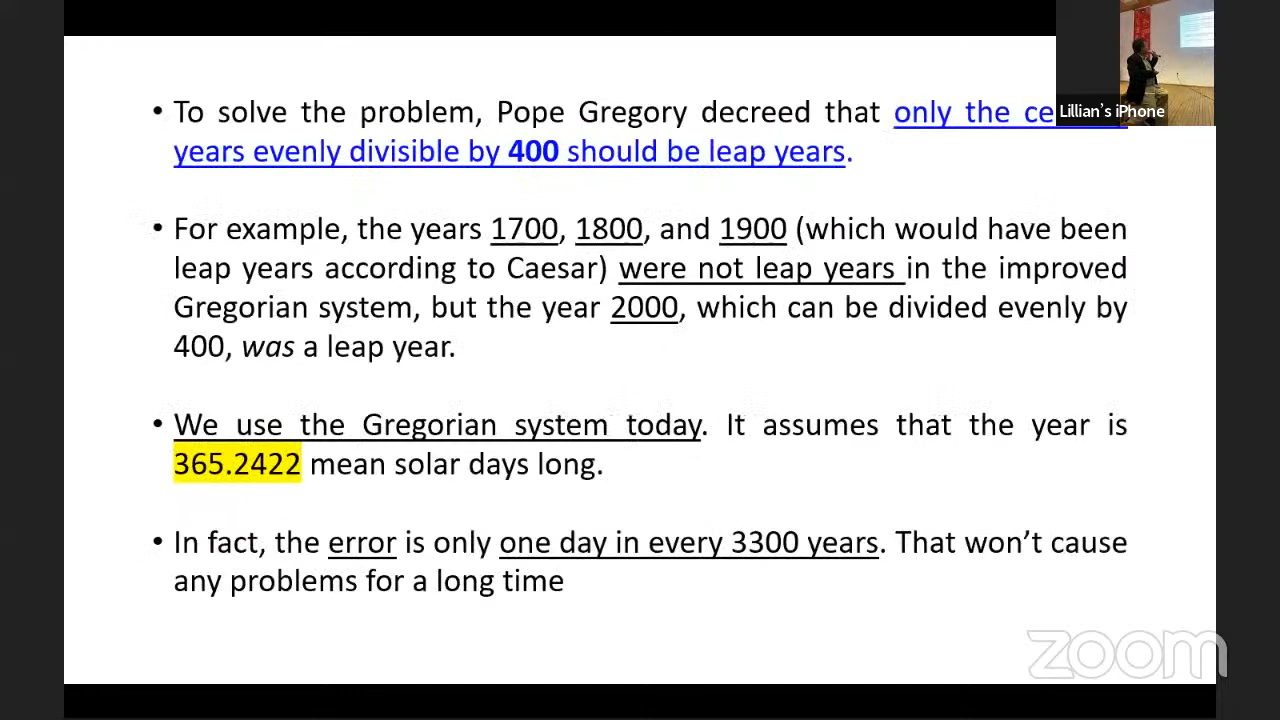 • To solve the problem, Pope Gregory decreed that only the
years evenly divisible by 400 should be leap years.
• For example, the years 1700, 1800, and 1900 (which would have been
leap years according to Caesar) were not leap years in the improved
Gregorian system, but the year 2000, which can be divided evenly by
400, was a leap year.
• We use the Gregorian system today. It assumes that the year is
365.2422 mean solar days long.
• In fact, the error is only one day in every 3300 years. That won’t cause
any problems for a long time
Lillian’s iPhone
zoom